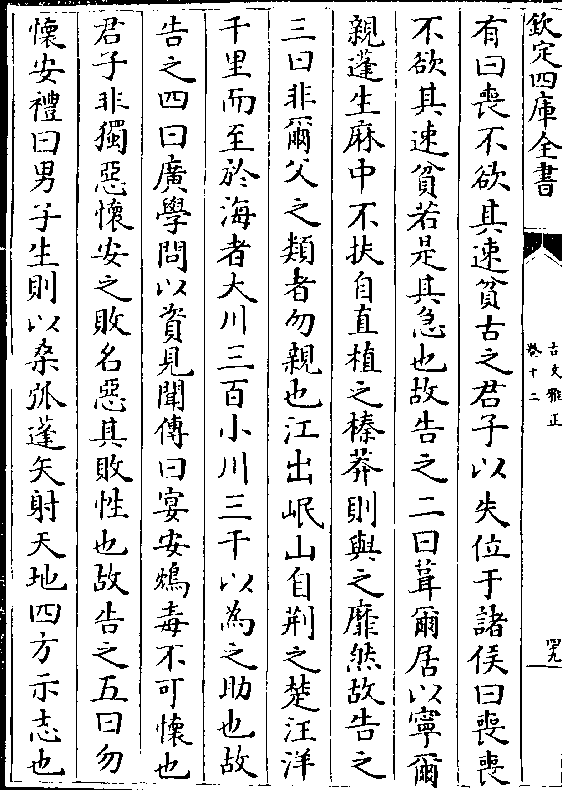 欽定四庫全書
古文雅正
卷十二
四九
有曰喪不欲其速貧古之君子以失位于諸侯曰喪喪
不欲其速貧若是其急也故告之二曰葺爾居以寧爾
親蓬生麻中不扶自直植之榛莽則與之靡然故告之
三曰非爾父之類者勿親也江出岷山自荆之楚汪洋
千里而至於海者大川三百小川三千以為之助也故
告之四曰廣學問以資見聞傳曰宴安鴆毒不可懷也
君子非獨惡懷安之敗名惡其敗性也故告之五曰勿
懷安禮曰男子生則以桑弧蓬矢射天地四方示志也